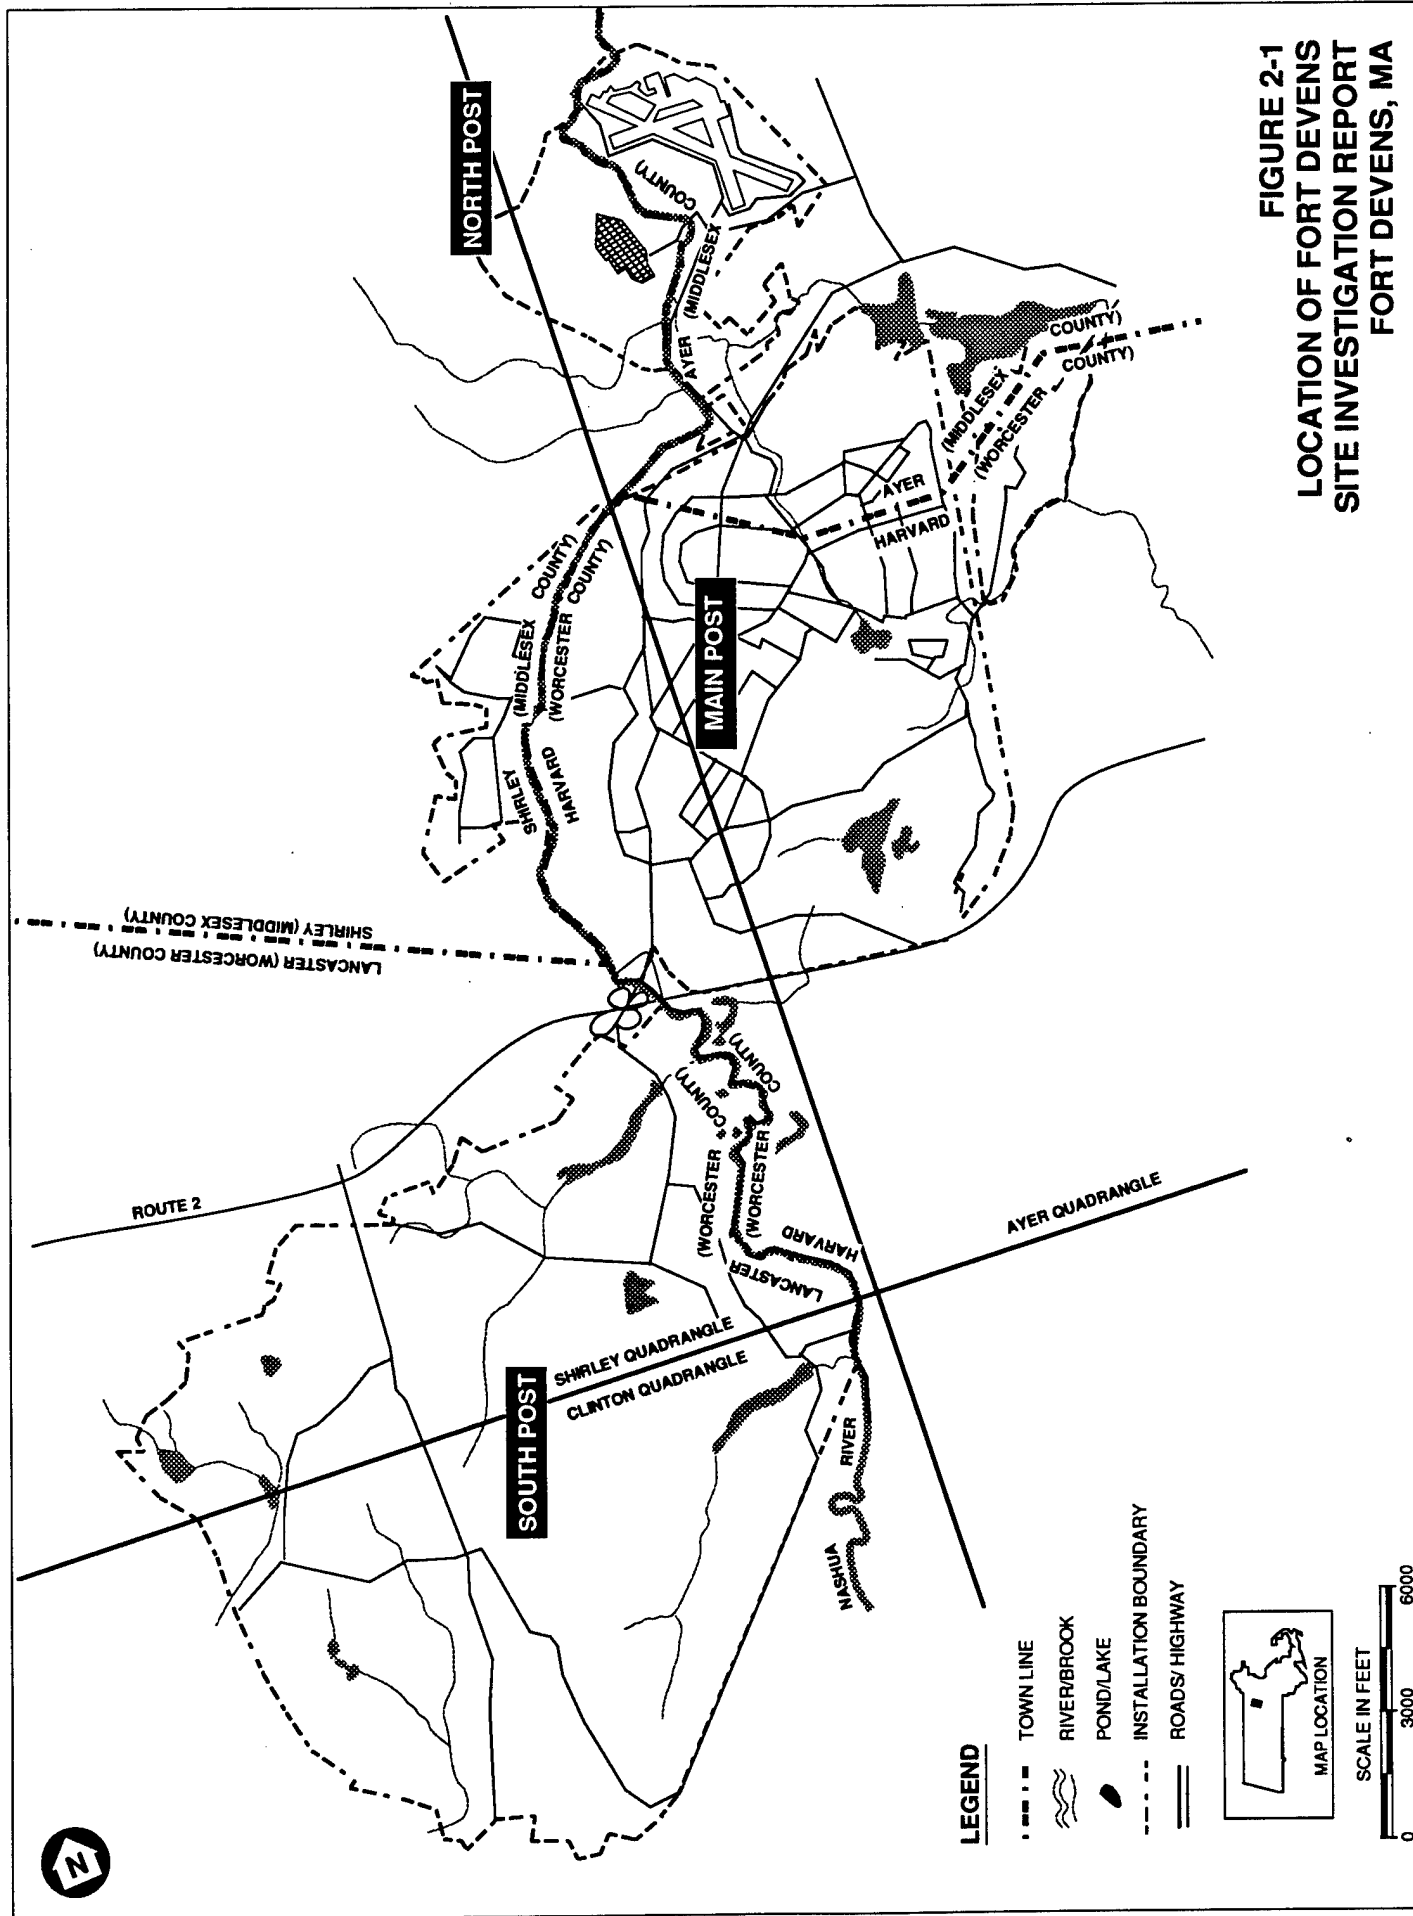 FIGURE 2-1
LOCATION OF FORT DEVENS
SITE INVESTIGATION REPORT
FORT DEVENS, MA
NORTH POST
MAIN POST
SOUTH POST
COUNTY)
(MIDDLESEX
AYER
COUNTY)
COUNTY)
(MIDDLESEX
(WORCESTER
AYER
HARVARD
COUNTY)
COUNTY)
(MIDDLESEX
(WORCESTER
SHIRLEY
HARVARD
SHIRLEY (MIDDLESEX COUNTY)
LANCASTER (WORCESTER COUNTY)
ROUTE 2
COUNTY)
COUNTY)
(WORCESTER
(WORCESTER
HARVARD
LANCASTER
AYER QUADRANGLE
SHIRLEY QUADRANGLE
CLINTON QUADRANGLE
RIVER
NASHUA
N
LEGEND
TOWN LINE
RIVER/BROOK
POND/LAKE
INSTALLATION BOUNDARY
ROADS/ HIGHWAY
MAP LOCATION
SCALE IN FEET
0 3000 6000